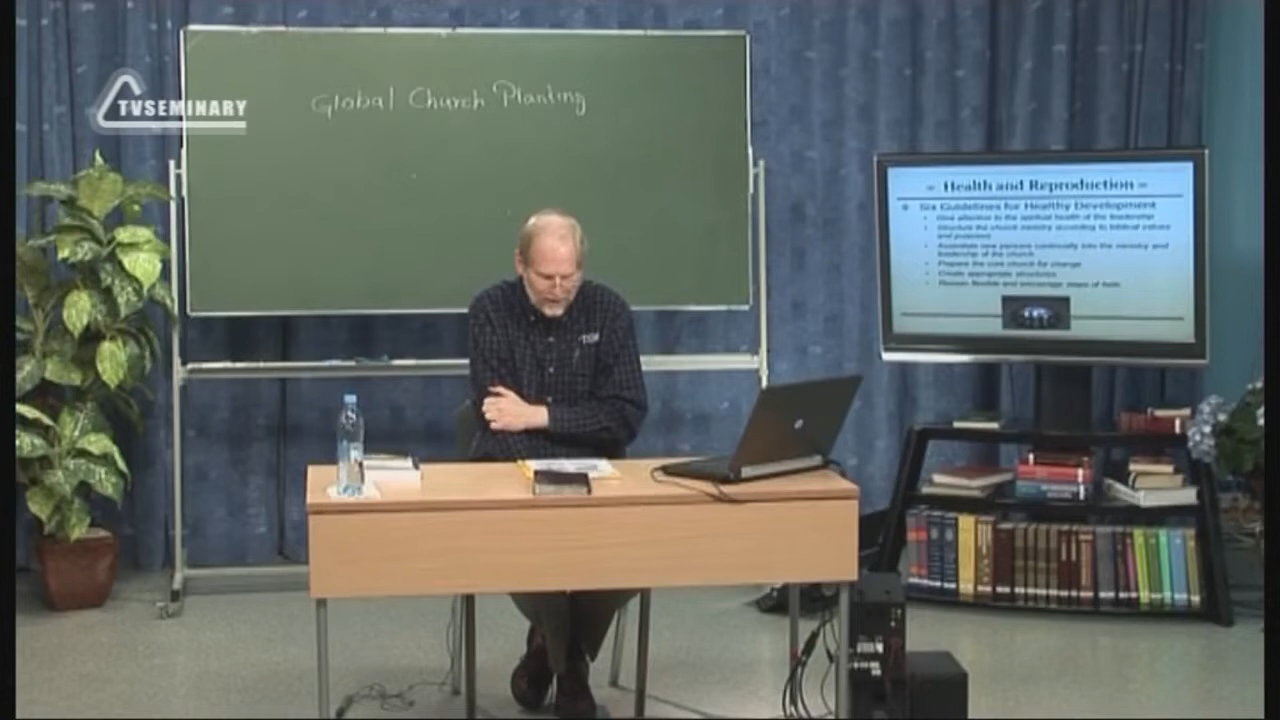 TVSEMINARY
Global Church Planting
Health and Reproduction
Six Guidelines for Healthy Development
Give attention to the spiritual health of the leadership
Structure the church ministry according to biblical values
and purposes
Assimilate new persons continually into the ministry and
leadership of the church
Prepare the core church for change
Create appropriate structures
Remain flexible and encourage steps of faith